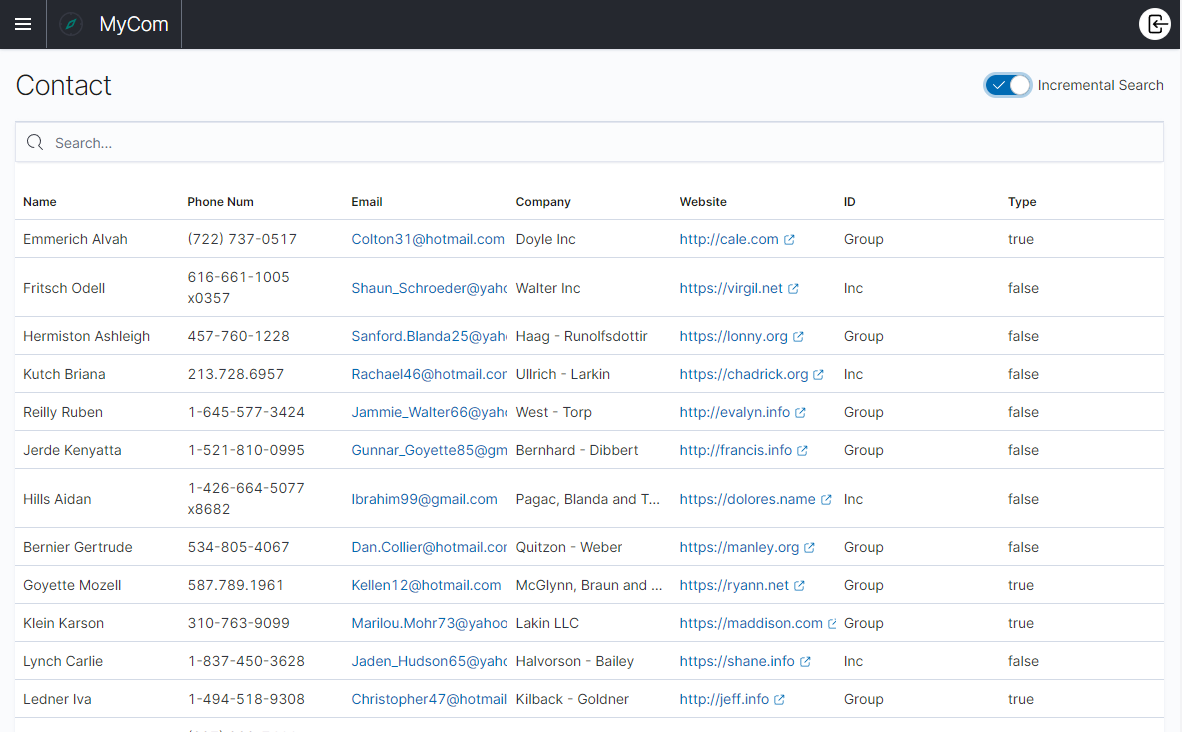 MyCom
Contact
Incremental Search
Search...
Name Phone Num Email Company Website ID Type
Emmerich Alvah (722) 737-0517 Colton31@hotmail.com Doyle Inc http://cale.com Group true
Fritsch Odell 616-661-1005 x0357 Shaun_Schroeder@yaho Walter Inc https://virgil.net Inc false
Hermiston Ashleigh 457-760-1228 Sanford.Blanda25@yah Haag - Runolfsdottir https://lonny.org Group false
Kutch Briana 213.728.6957 Rachael46@hotmail.com Ullrich - Larkin https://chadrick.org Inc false
Reilly Ruben 1-645-577-3424 Jammie_Walter66@yaho West - Torp http://evalyn.info Group false
Jerde Kenyatta 1-521-810-0995 Gunnar_Goyette85@gm Bernhard - Dibbert http://francis.info Group false
Hills Aidan 1-426-664-5077 x8682 Ibrahim99@gmail.com Pagac, Blanda and T... https://dolores.name Inc false
Bernier Gertrude 534-805-4067 Dan.Collier@hotmail.com Quitzon - Weber https://manley.org Group false
Goyette Mozell 587.789.1961 Kellen12@hotmail.com McGlynn, Braun and ... https://ryann.net Group true
Klein Karson 310-763-9099 Marilou.Mohr73@yahoo Lakin LLC https://maddison.com Group true
Lynch Carlie 1-837-450-3628 Jaden_Hudson65@yaho Halvorson - Bailey https://shane.info Inc false
Ledner Iva 1-494-518-9308 Christopher47@hotmail Kilback - Goldner http://jeff.info Group true